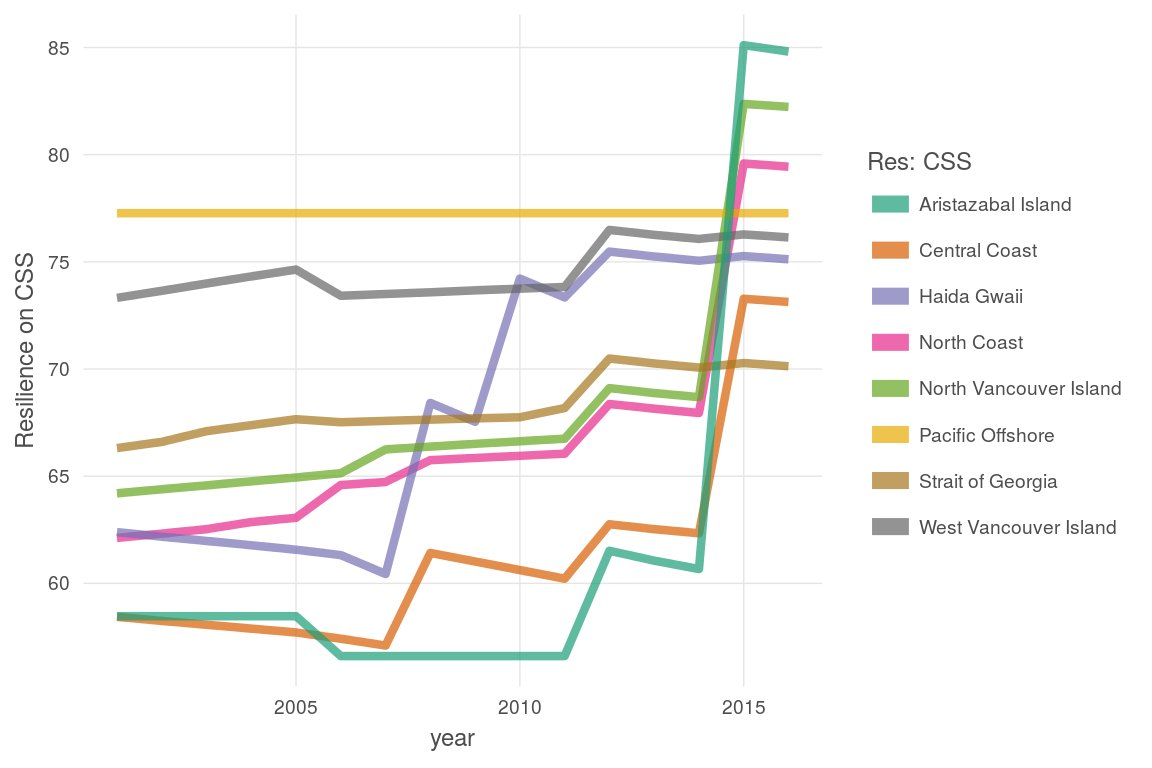 85
80
75
70
65
60
Resilience on CSS
2005
2010
2015
year
Res: CSS
Aristazabal Island
Central Coast
Haida Gwaii
North Coast
North Vancouver Island
Pacific Offshore
Strait of Georgia
West Vancouver Island